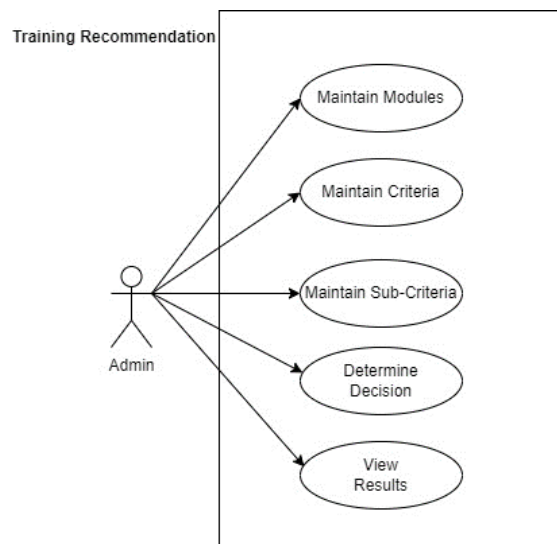 Training Recommendation
Maintain Modules
Maintain Criteria
Maintain Sub-Criteria
Admin
Determine
Decision
View
Results